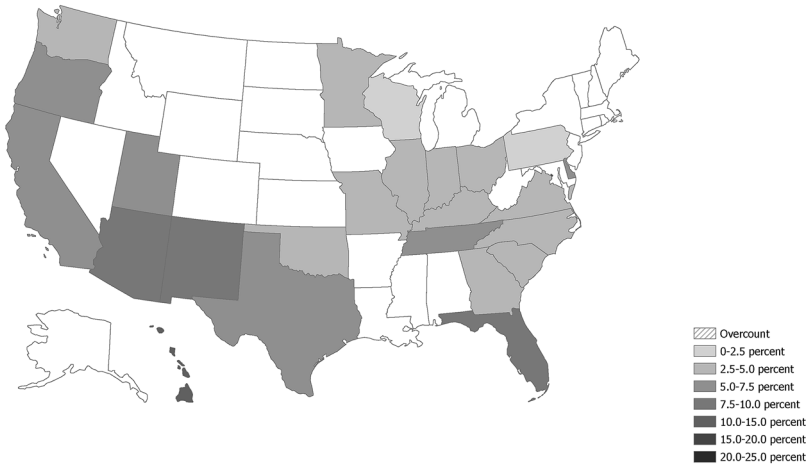 Overcount
0-2.5 percent
2.5-5.0 percent
5.0-7.5 percent
7.5-10.0 percent
10.0-15.0 percent
15.0-20.0 percent
20.0-25.0 percent